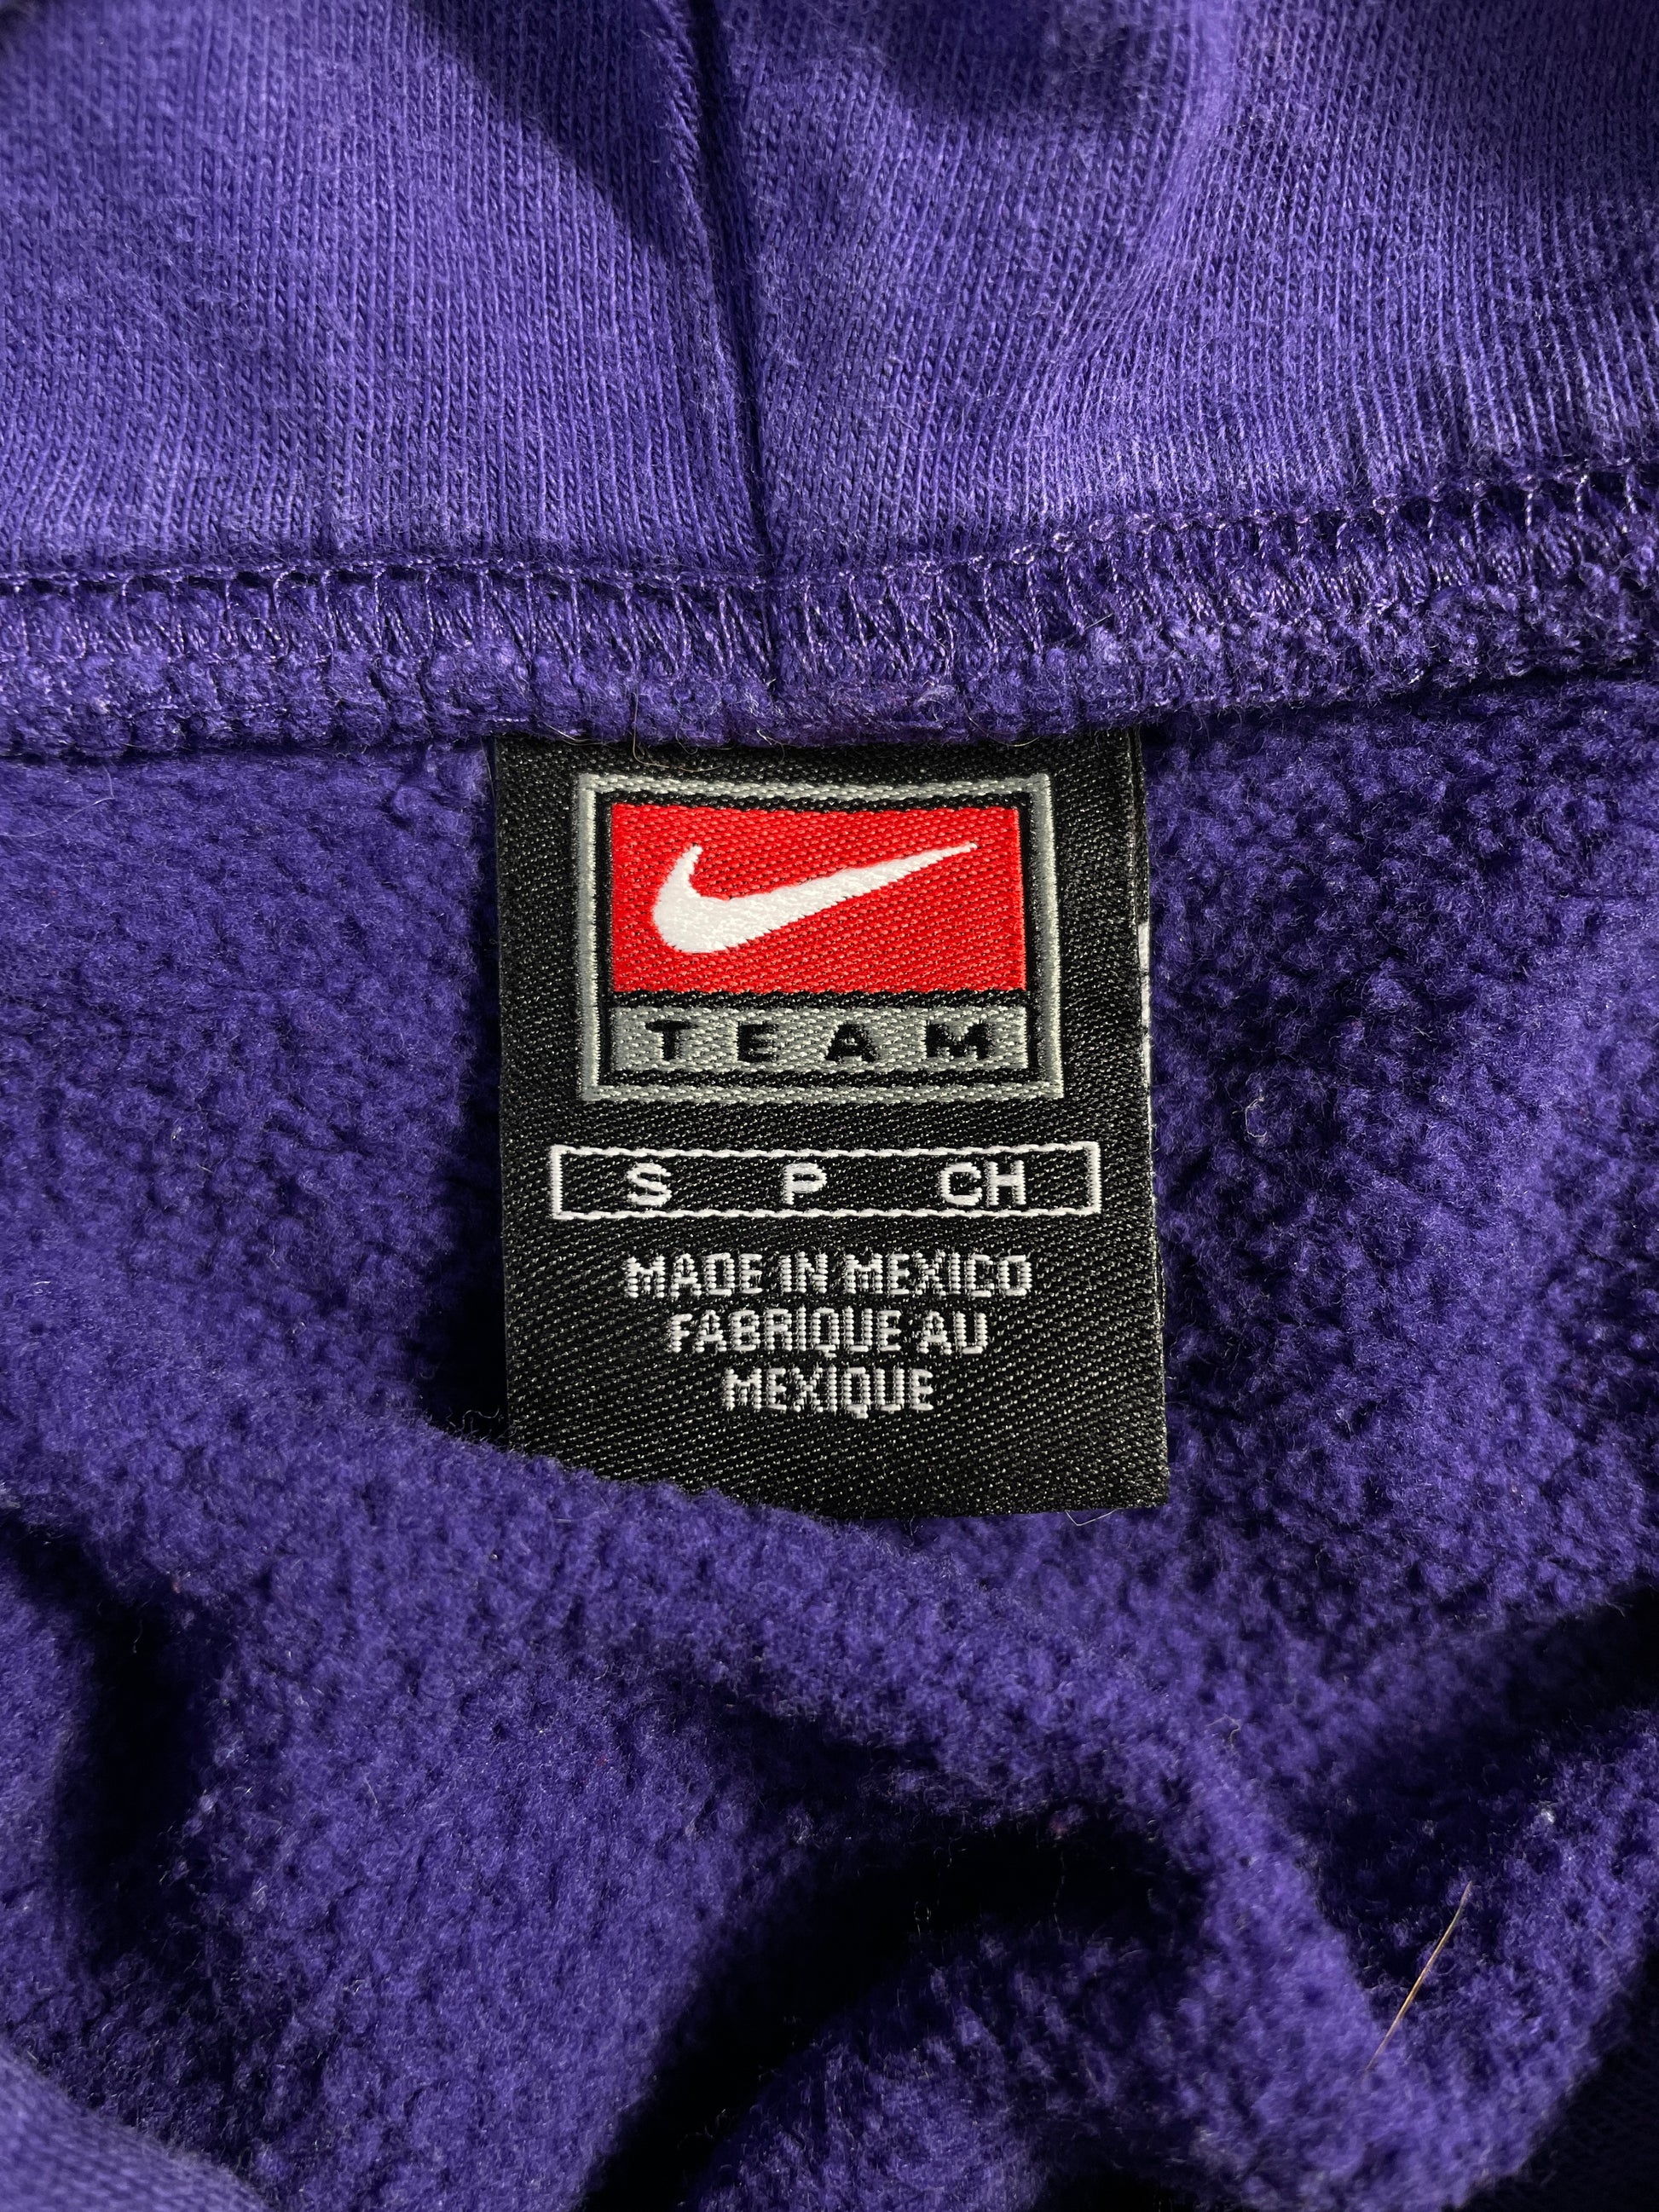 TEAM
S P CH
MADE IN MEXICO
FABRIQUE AU
MEXIQUE